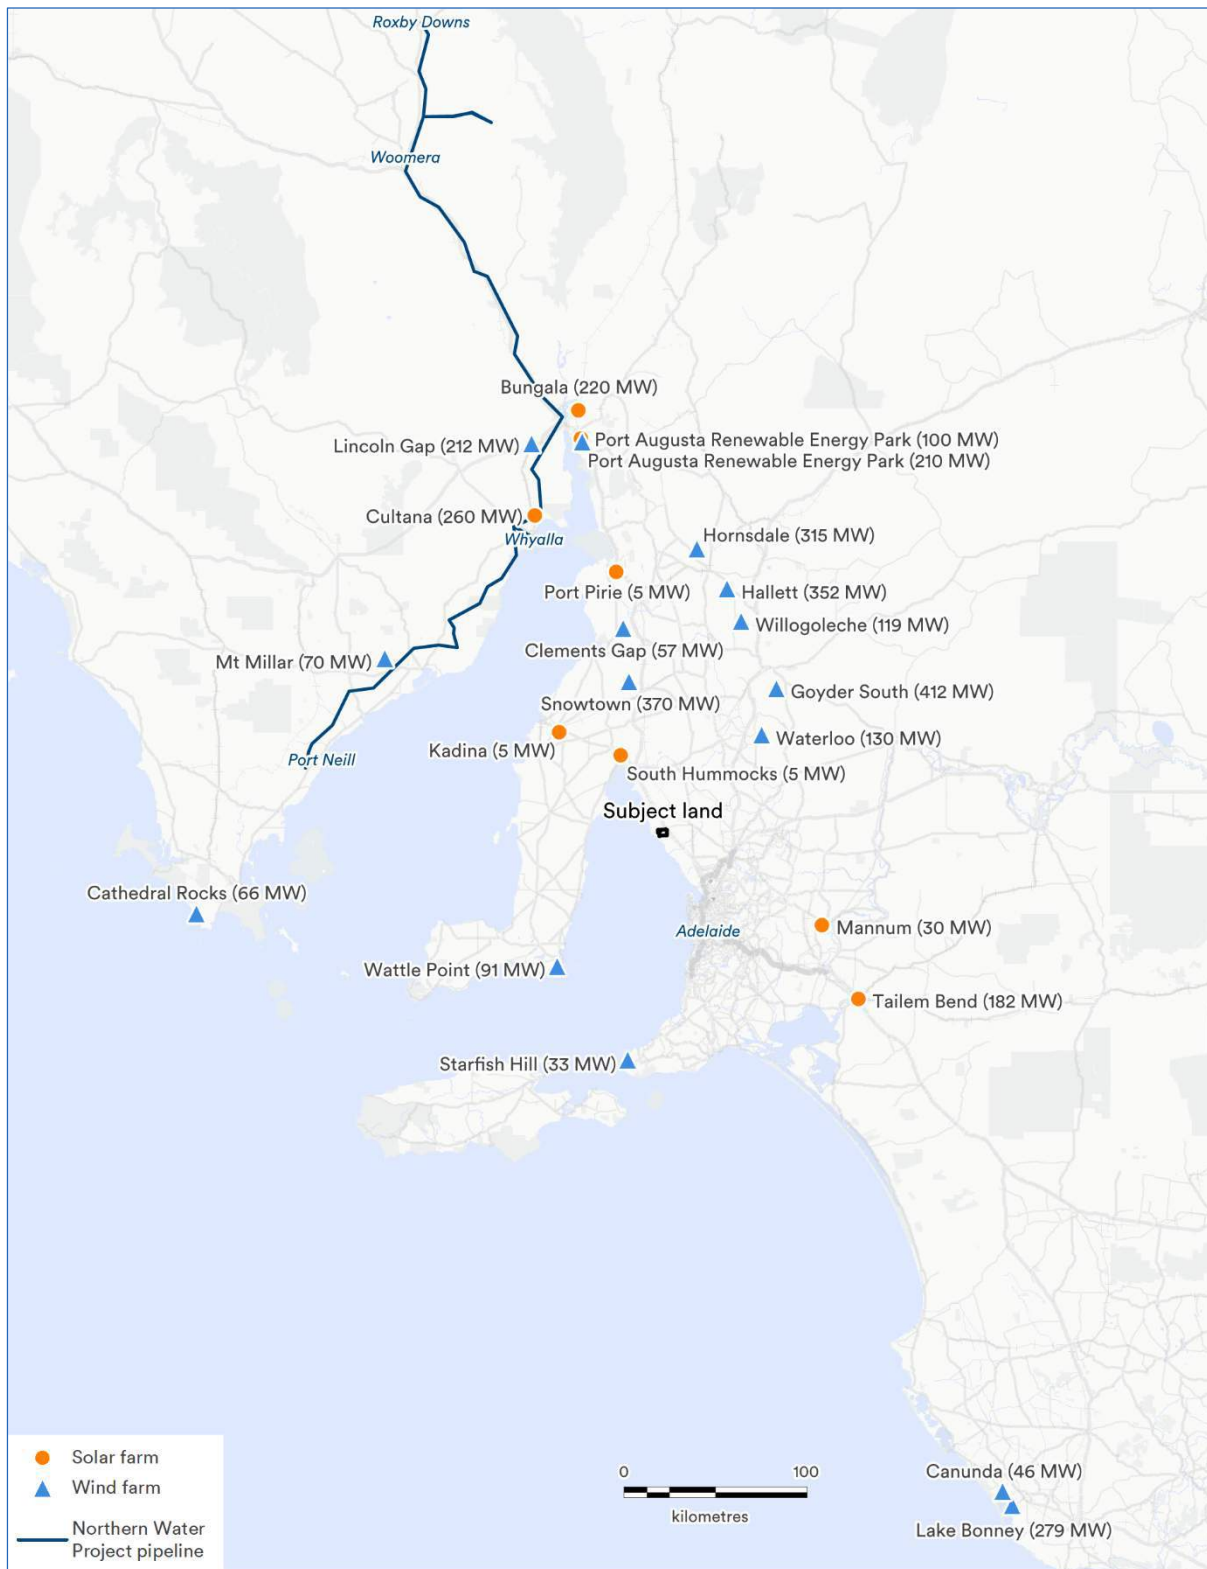 Roxby Downs
Woomera
Bungala (220 MW)
Lincoln Gap (212 MW)
Port Augusta Renewable Energy Park (100 MW)
Port Augusta Renewable Energy Park (210 MW)
Cultana (260 MW)
Whyalla
Hornsdale (315 MW)
Port Pirie (5 MW)
Hallett (352 MW)
Willogoleche (119 MW)
Clements Gap (57 MW)
Mt Millar (70 MW)
Goyder South (412 MW)
Snowtown (370 MW)
Waterloo (130 MW)
Kadina (5 MW)
Port Neill
South Hummocks (5 MW)
Subject land
Cathedral Rocks (66 MW)
Adelaide
Mannum (30 MW)
Wattle Point (91 MW)
Tailem Bend (182 MW)
Starfish Hill (33 MW)
Solar farm
Wind farm
Northern Water
Project pipeline
0 100
kilometres
Canunda (46 MW)
Lake Bonney (279 MW)